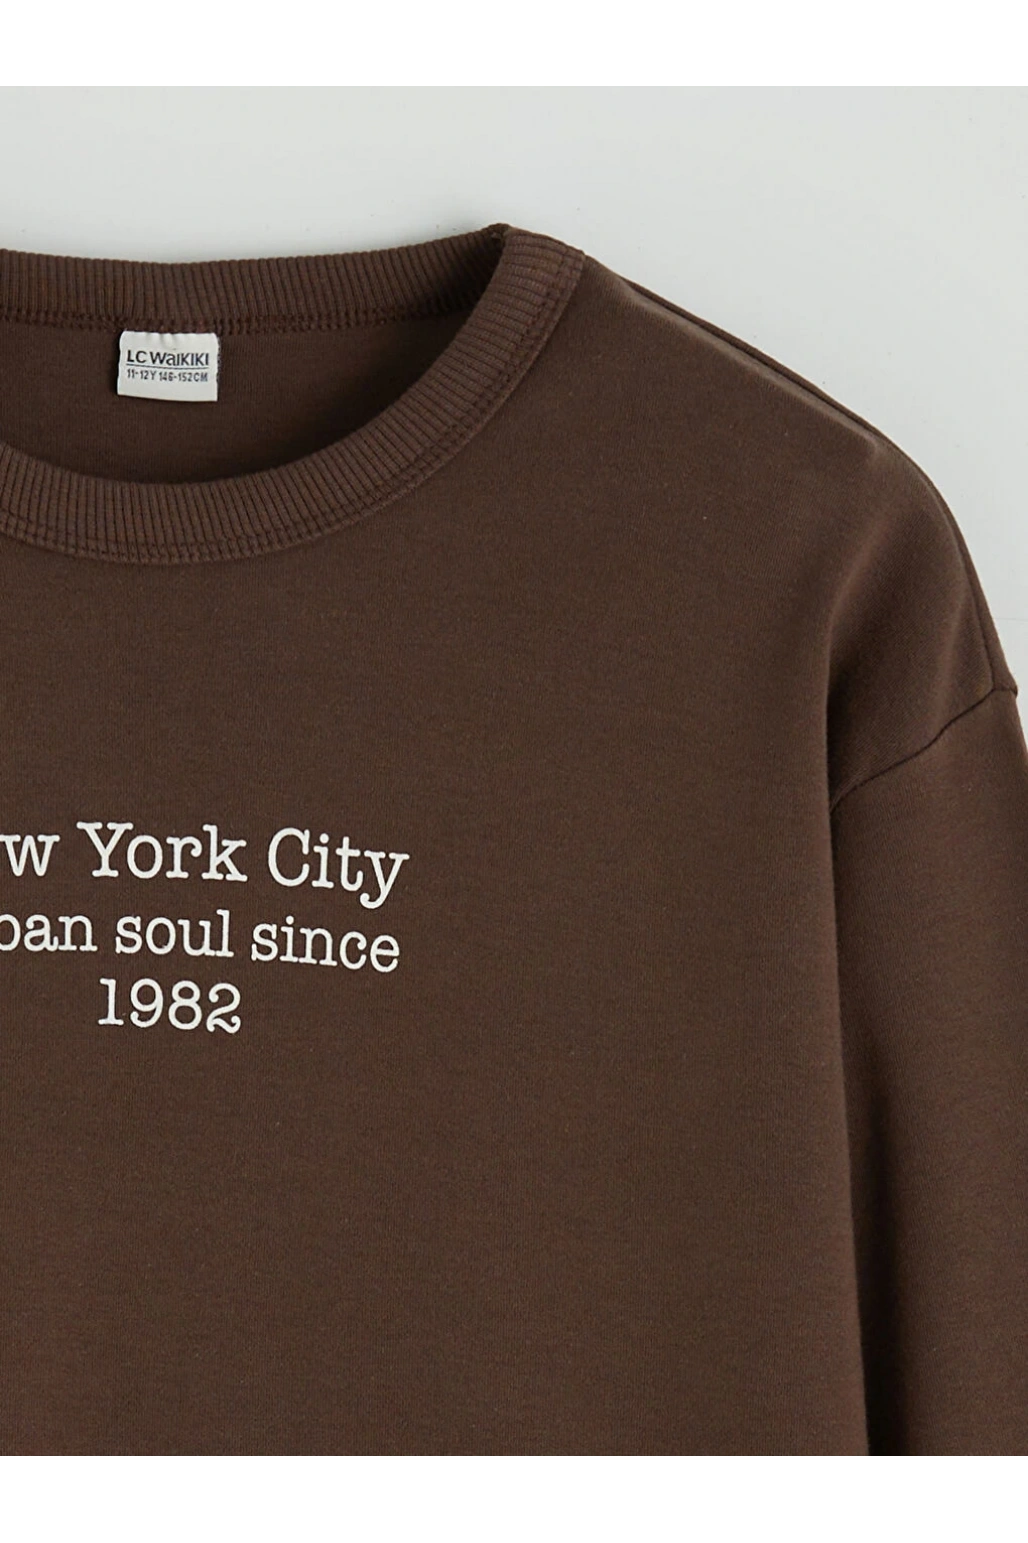 LC WAIKIKI
11-12Y 146-152CM
w York City
ban soul since
1982